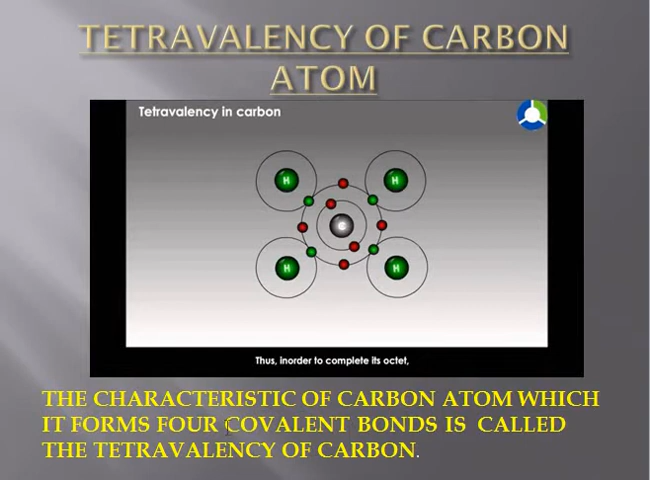 TETRAVALENCY OF CARBON
ATOM
Tetravalency in carbon
H
H
C
H
H
Thus, inorder to complete its octet,
THE CHARACTERISTIC OF CARBON ATOM WHICH
IT FORMS FOUR COVALENT BONDS IS CALLED
THE TETRAVALENCY OF CARBON.